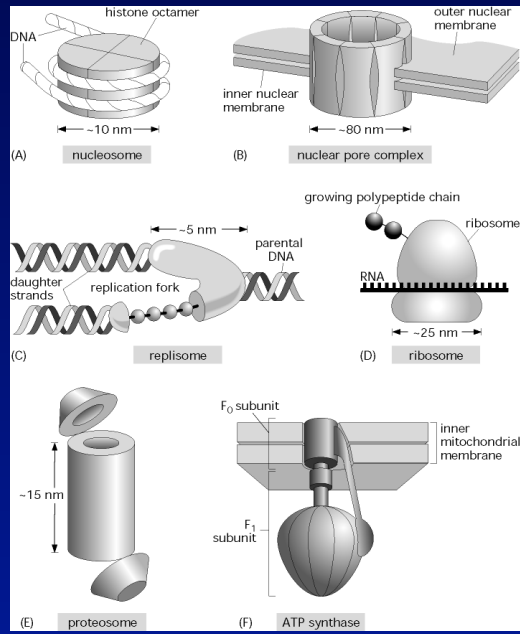 histone octamer
DNA
~10 nm
(A)
nucleosome
outer nuclear
membrane
inner nuclear
membrane
~80 nm
(B)
nuclear pore complex
~5 nm
parental
DNA
daughter
strands
replication fork
(C)
replisome
growing polypeptide chain
ribosome
RNA
~25 nm
(D)
ribosome
~15 nm
(E)
proteosome
F0 subunit
inner
mitochondrial
membrane
F1
subunit
(F)
ATP synthase